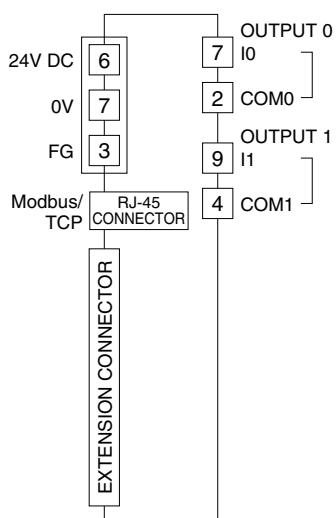 24V DC 6
0V 7
FG 3
Modbus/
TCP
RJ-45
CONNECTOR
EXTENSION CONNECTOR
OUTPUT 0
7 I0
2 COM0
OUTPUT 1
9 I1
4 COM1